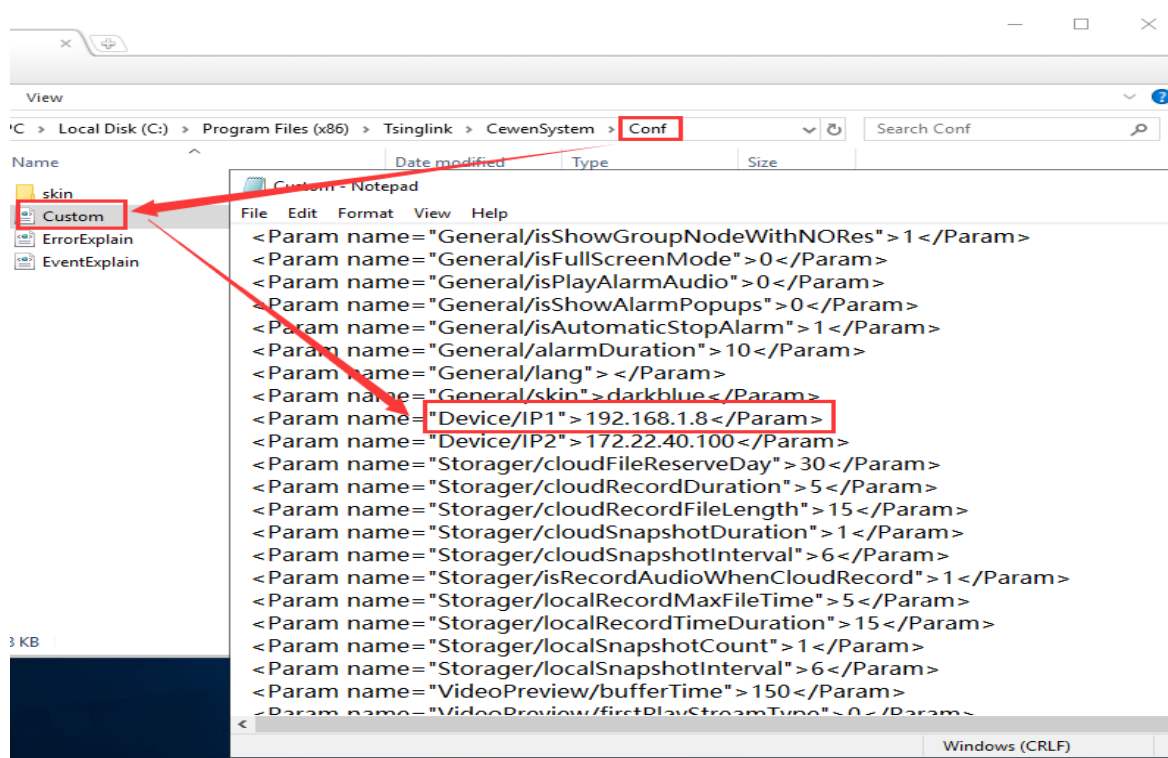 View
PC > Local Disk (C:) > Program Files (x86) > Tsinglink > CewenSystem > Conf
Search Conf
Name Date modified Type Size
skin
Custom
ErrorExplain
EventExplain
3 KB
Custom - Notepad
File Edit Format View Help
<Param name="General/isShowGroupNodeWithNORes">1</Param>
<Param name="General/isFullScreenMode">0</Param>
<Param name="General/isPlayAlarmAudio">0</Param>
<Param name="General/isShowAlarmPopups">0</Param>
<Param name="General/isAutomaticStopAlarm">1</Param>
<Param name="General/alarmDuration">10</Param>
<Param name="General/lang"></Param>
<Param name="General/skin">darkblue</Param>
<Param name="Device/IP1">192.168.1.8</Param>
<Param name="Device/IP2">172.22.40.100</Param>
<Param name="Storager/cloudFileReserveDay">30</Param>
<Param name="Storager/cloudRecordDuration">5</Param>
<Param name="Storager/cloudRecordFileLength">15</Param>
<Param name="Storager/cloudSnapshotDuration">1</Param>
<Param name="Storager/cloudSnapshotInterval">6</Param>
<Param name="Storager/isRecordAudioWhenCloudRecord">1</Param>
<Param name="Storager/localRecordMaxFileTime">5</Param>
<Param name="Storager/localRecordTimeDuration">15</Param>
<Param name="Storager/localSnapshotCount">1</Param>
<Param name="Storager/localSnapshotInterval">6</Param>
<Param name="VideoPreview/bufferTime">150</Param>
<Param name="VideoPreview/firstPlayStreamType">0</Param>
Windows (CRLF)